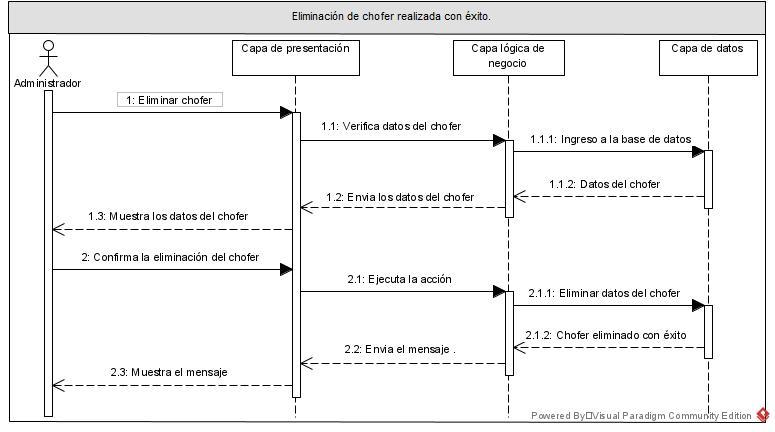 Eliminación de chofer realizada con éxito.
Capa de presentación
Capa lógica de
negocio
Capa de datos
Administrador
1: Eliminar chofer
1.1: Verifica datos del chofer
1.1.1: Ingreso a la base de datos
1.1.2: Datos del chofer
1.2: Envia los datos del chofer
1.3: Muestra los datos del chofer
2: Confirma la eliminación del chofer
2.1: Ejecuta la acción
2.1.1: Eliminar datos del chofer
2.1.2: Chofer eliminado con éxito
2.2: Envia el mensaje .
2.3: Muestra el mensaje
Powered By□Visual Paradigm Community Edition